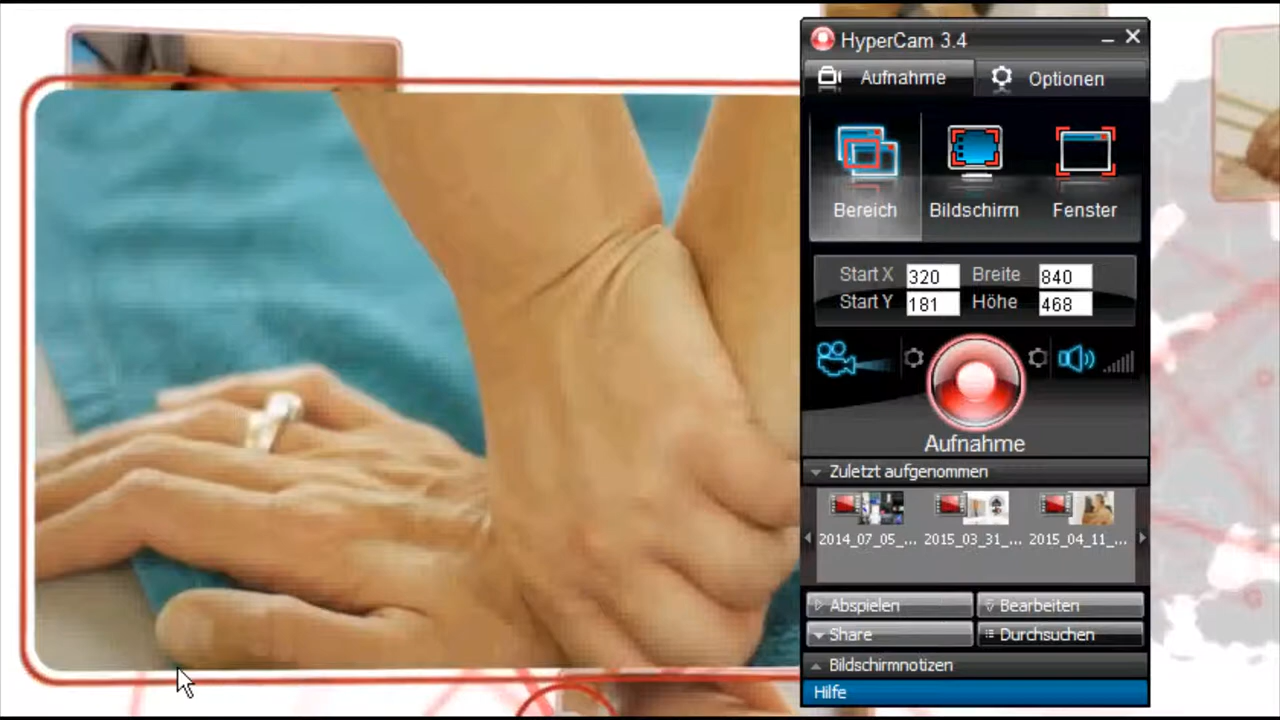 HyperCam 3.4
Aufnahme Optionen
Bereich Bildschirm Fenster
Start X 320 Breite 840
Start Y 181 Höhe 468
Aufnahme
Zuletzt aufgenommen
2014_07_05_... 2015_03_31_... 2015_04_11_...
Abspielen Bearbeiten
Share Durchsuchen
Bildschirmnotizen
Hilfe